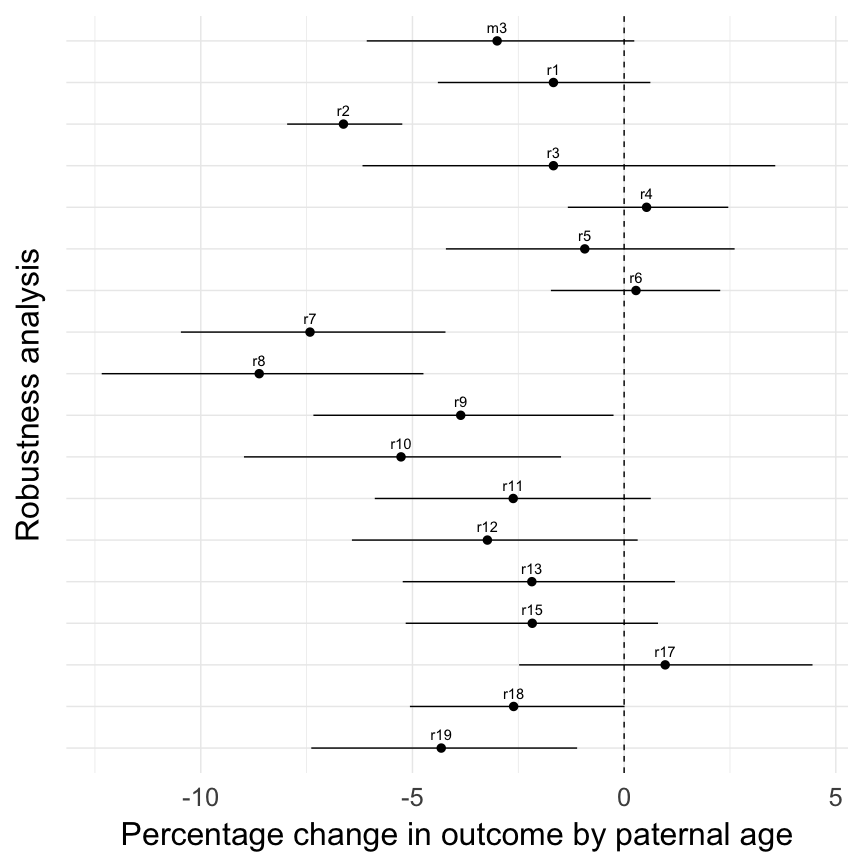 m3
r1
r2
r3
r4
r5
r6
r7
r8
r9
r10
r11
r12
r13
r15
r17
r18
r19
Robustness analysis
-10 -5 0 5
Percentage change in outcome by paternal age